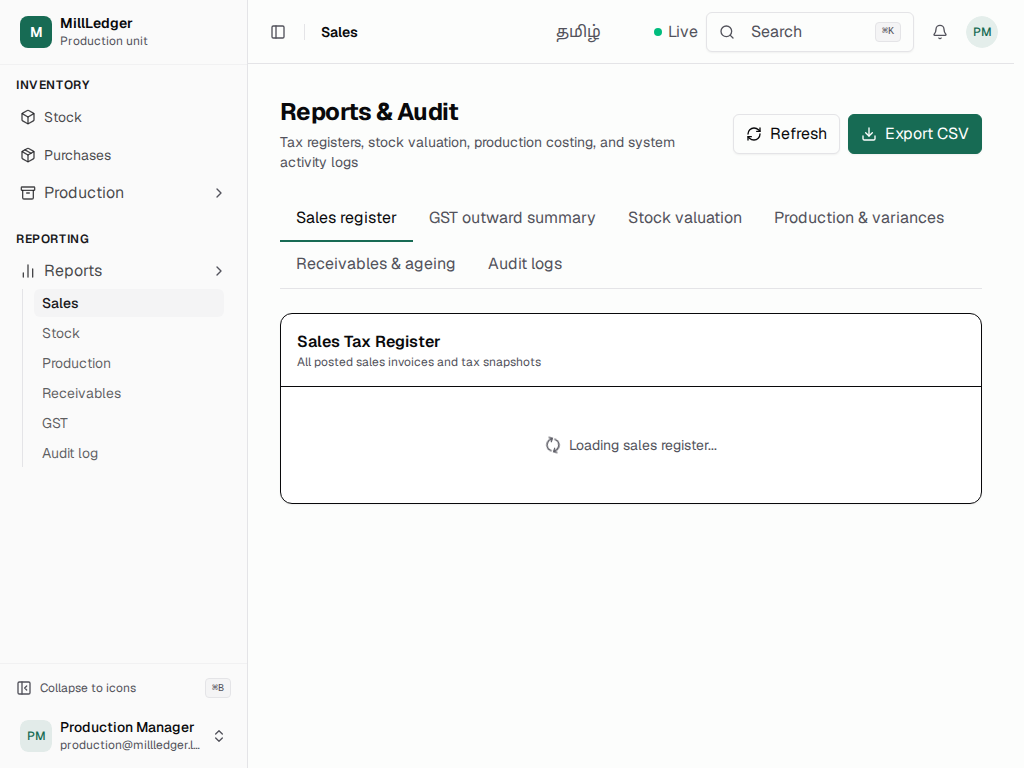 M
MillLedger
Production unit
INVENTORY
Stock
Purchases
Production
REPORTING
Reports
Sales
Stock
Production
Receivables
GST
Audit log
Collapse to icons
⌘B
PM
Production Manager
production@millledger.l...
Sales
தமிழ்
Live
Search
⌘K
PM
Reports & Audit
Tax registers, stock valuation, production costing, and system
activity logs
Refresh
Export CSV
Sales register
GST outward summary
Stock valuation
Production & variances
Receivables & ageing
Audit logs
Sales Tax Register
All posted sales invoices and tax snapshots
Loading sales register...